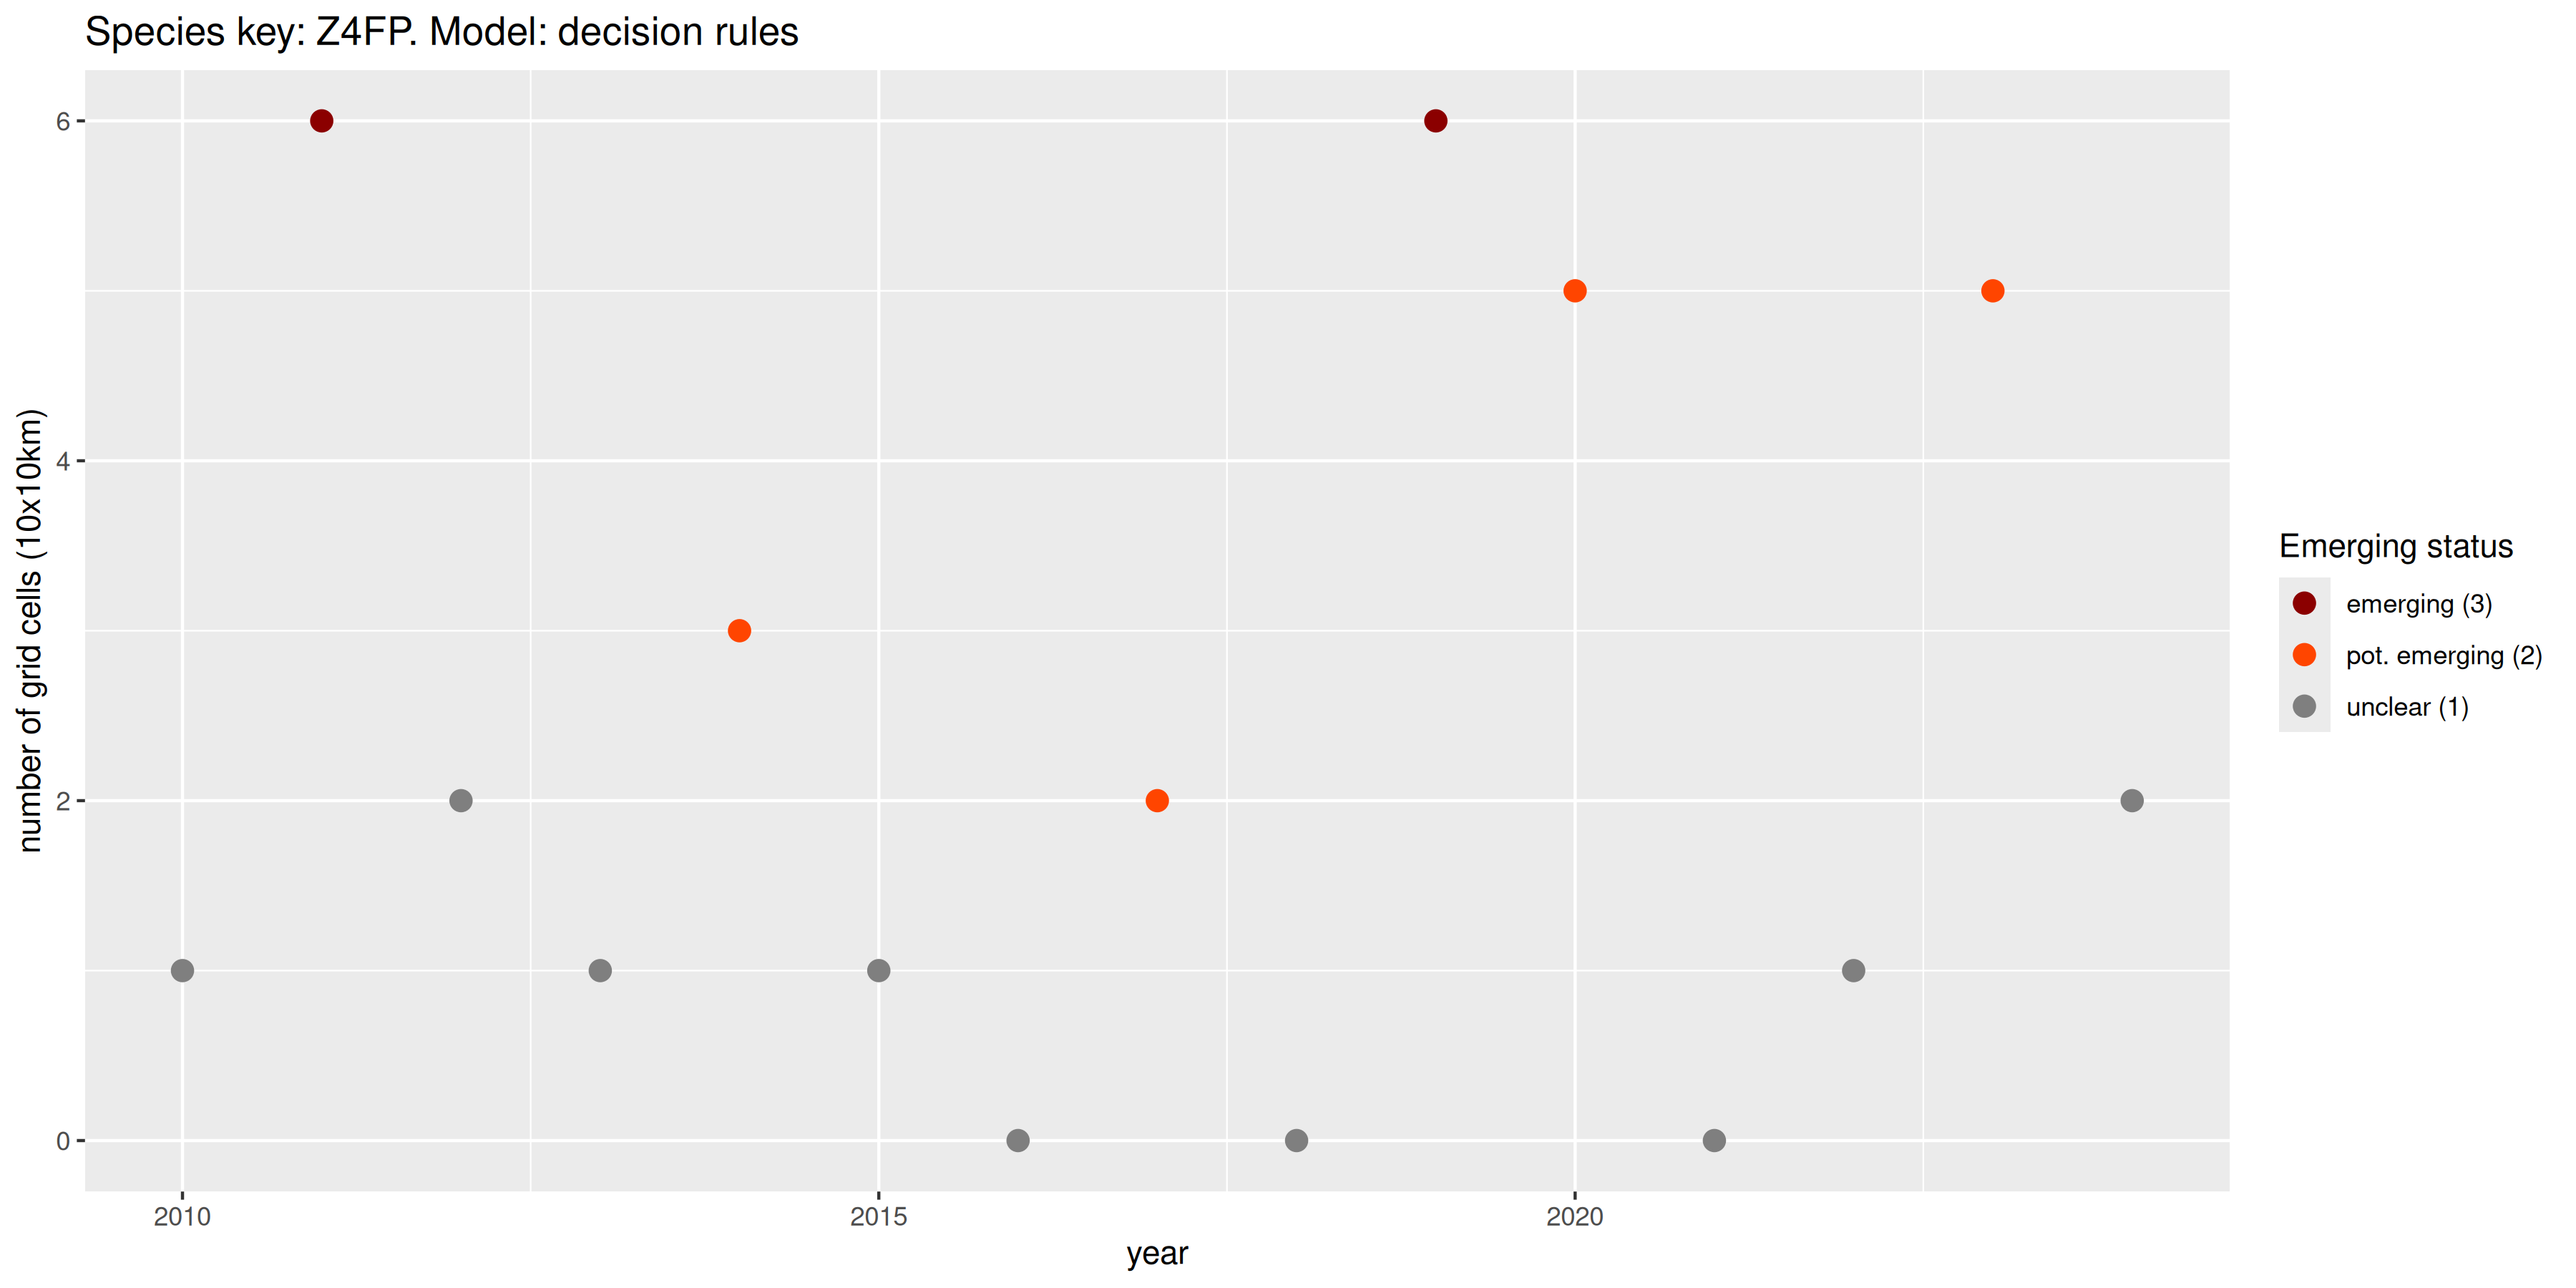 Species key: Z4FP. Model: decision rules
number of grid cells (10x10km)
6
4
2
0
2010
2015
2020
year
Emerging status
emerging (3)
pot. emerging (2)
unclear (1)